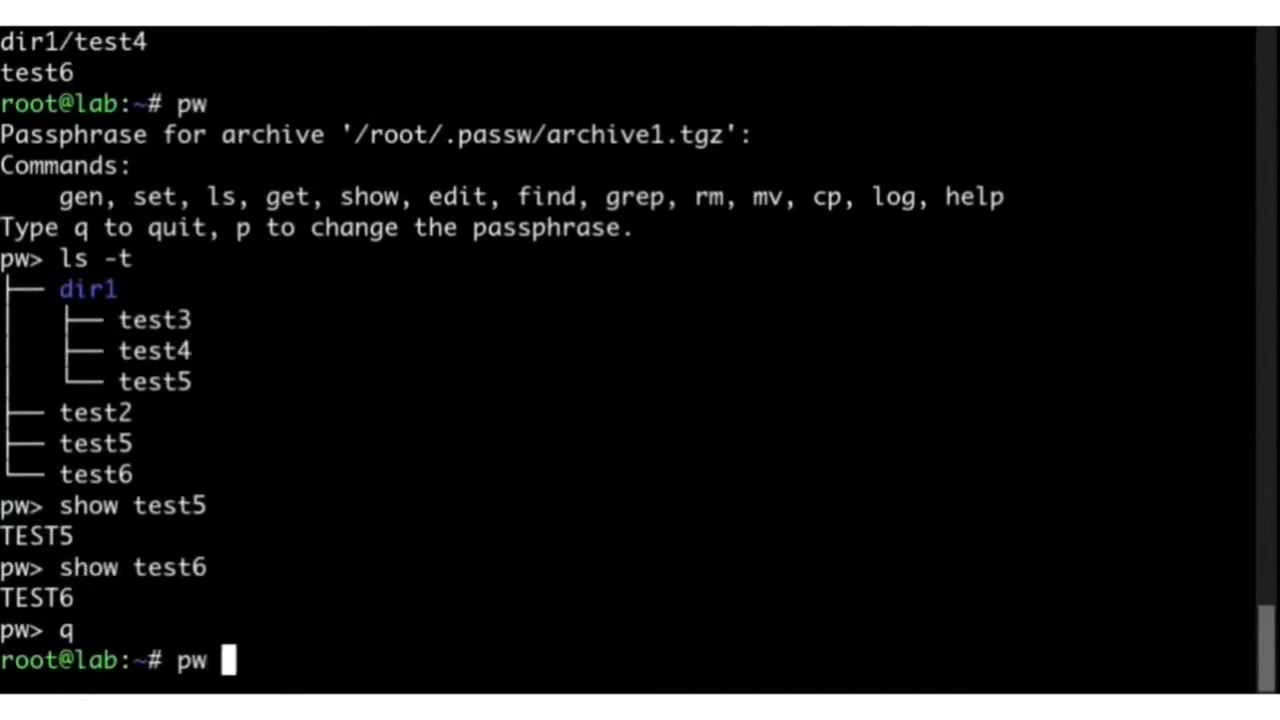 dir1/test4
test6
root@lab:~# pw
Passphrase for archive '/root/.passw/archive1.tgz':
Commands:
    gen, set, ls, get, show, edit, find, grep, rm, mv, cp, log, help
Type q to quit, p to change the passphrase.
pw> ls -t
├── dir1
│   ├── test3
│   ├── test4
│   └── test5
├── test2
├── test5
└── test6
pw> show test5
TEST5
pw> show test6
TEST6
pw> q
root@lab:~# pw